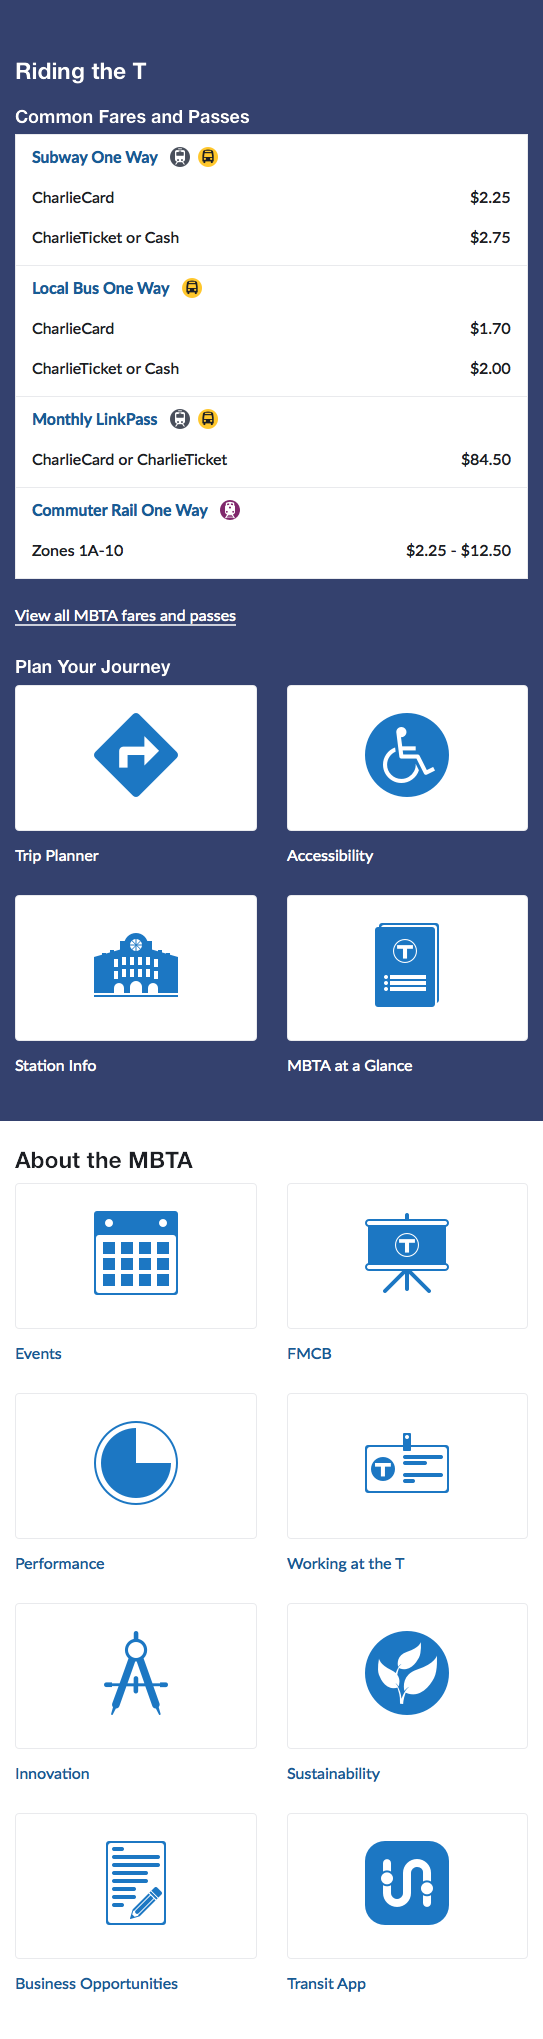 Riding the T
Common Fares and Passes
Subway One Way
CharlieCard $2.25
CharlieTicket or Cash $2.75
Local Bus One Way
CharlieCard $1.70
CharlieTicket or Cash $2.00
Monthly LinkPass
CharlieCard or CharlieTicket $84.50
Commuter Rail One Way
Zones 1A-10 $2.25 - $12.50
View all MBTA fares and passes
Plan Your Journey
Trip Planner Accessibility
T
Station Info MBTA at a Glance
About the MBTA
T
Events FMCB
T
Performance Working at the T
Innovation Sustainability
Business Opportunities Transit App